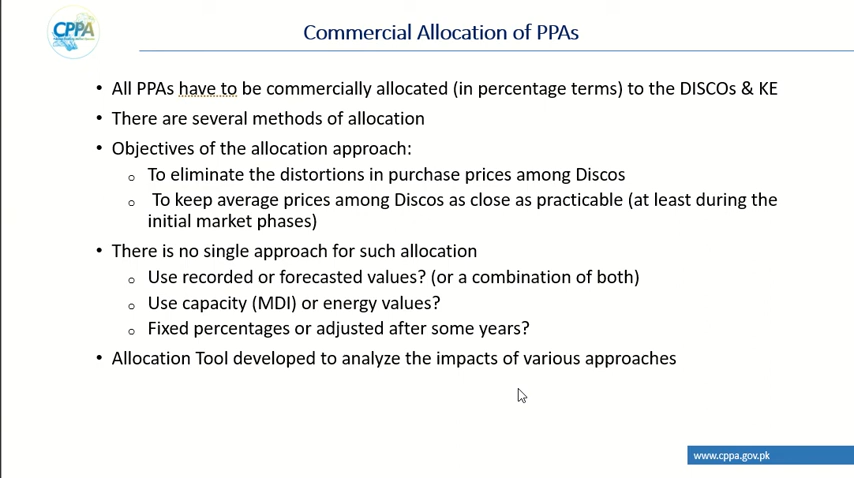 CPPA
Commercial Allocation of PPAs
• All PPAs have to be commercially allocated (in percentage terms) to the DISCOs & KE
• There are several methods of allocation
• Objectives of the allocation approach:
o To eliminate the distortions in purchase prices among Discos
o To keep average prices among Discos as close as practicable (at least during the
initial market phases)
• There is no single approach for such allocation
o Use recorded or forecasted values? (or a combination of both)
o Use capacity (MDI) or energy values?
o Fixed percentages or adjusted after some years?
• Allocation Tool developed to analyze the impacts of various approaches
www.cppa.gov.pk